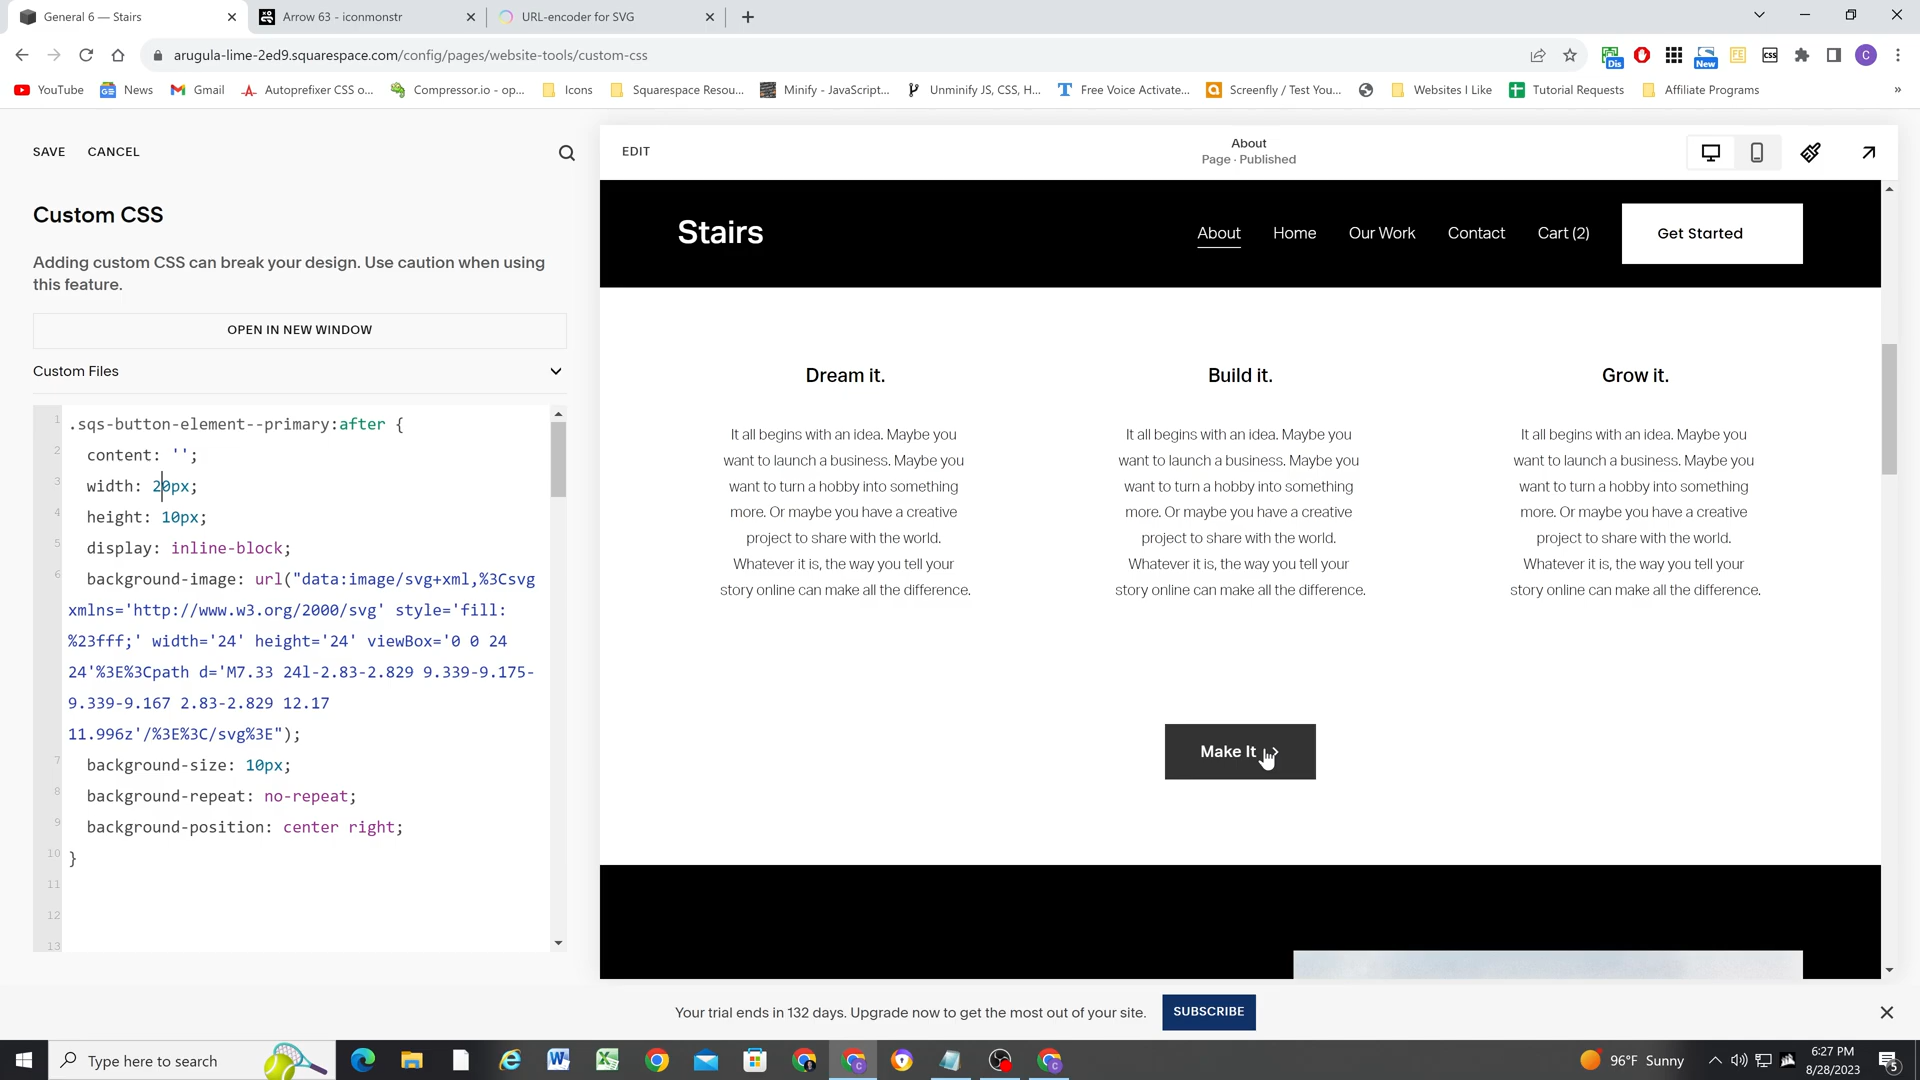 General 6 — Stairs
Arrow 63 - iconmonstr
URL-encoder for SVG
arugula-lime-2ed9.squarespace.com/config/pages/website-tools/custom-css
Dis
New
FE
CSS
C
YouTube
News
Gmail
Autoprefixer CSS o...
Compressor.io - op...
Icons
Squarespace Resou...
Minify - JavaScript...
Unminify JS, CSS, H...
Free Voice Activate...
Screenfly / Test You...
Websites I Like
Tutorial Requests
Affiliate Programs
»
SAVE
CANCEL
EDIT
About
Page · Published
Custom CSS
Adding custom CSS can break your design. Use caution when using
this feature.
OPEN IN NEW WINDOW
Custom Files
1 .sqs-button-element--primary:after {
2 content: '';
3 width: 20px;
4 height: 10px;
5 display: inline-block;
6 background-image: url("data:image/svg+xml,%3Csvg
xmlns='http://www.w3.org/2000/svg' style='fill:
%23fff;' width='24' height='24' viewBox='0 0 24
24'%3E%3Cpath d='M7.33 24l-2.83-2.829 9.339-9.175-
9.339-9.167 2.83-2.829 12.17
11.996z'/%3E%3C/svg%3E");
7 background-size: 10px;
8 background-repeat: no-repeat;
9 background-position: center right;
10 }
11
12
13
Stairs
About
Home
Our Work
Contact
Cart (2)
Get Started
Dream it.
It all begins with an idea. Maybe you
want to launch a business. Maybe you
want to turn a hobby into something
more. Or maybe you have a creative
project to share with the world.
Whatever it is, the way you tell your
story online can make all the difference.
Build it.
It all begins with an idea. Maybe you
want to launch a business. Maybe you
want to turn a hobby into something
more. Or maybe you have a creative
project to share with the world.
Whatever it is, the way you tell your
story online can make all the difference.
Grow it.
It all begins with an idea. Maybe you
want to launch a business. Maybe you
want to turn a hobby into something
more. Or maybe you have a creative
project to share with the world.
Whatever it is, the way you tell your
story online can make all the difference.
Make It
Your trial ends in 132 days. Upgrade now to get the most out of your site.
SUBSCRIBE
Type here to search
96°F Sunny
6:27 PM
8/28/2023
5